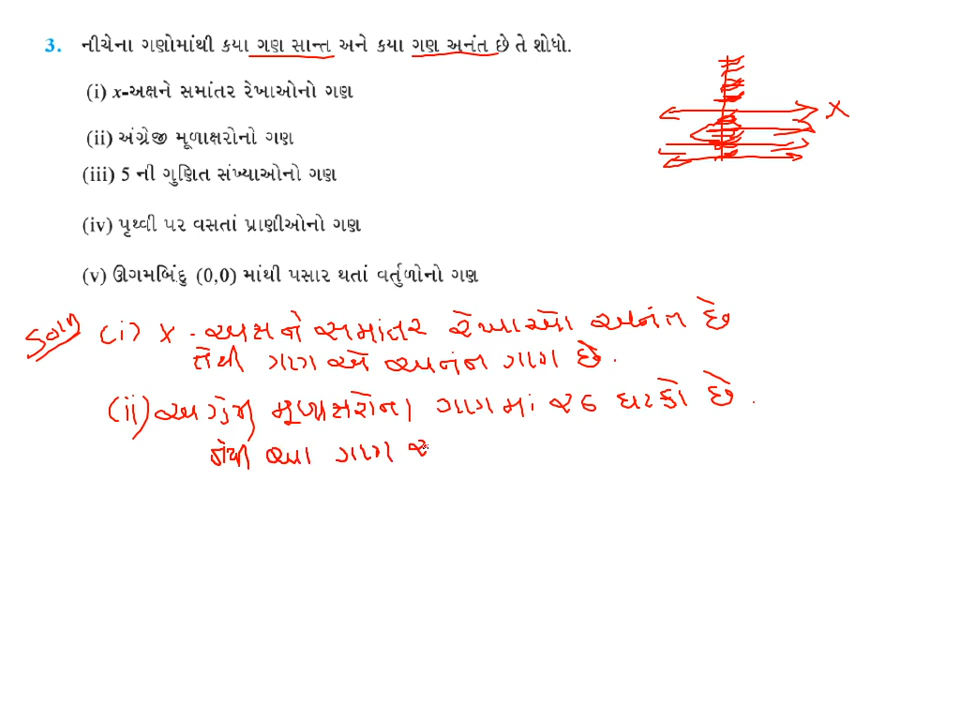 3. નીચેના ગણોમાંથી કયા ગણ સાન્ત અને કયા ગણ અનંત છે તે શોધો.
(i) x-અક્ષને સમાંતર રેખાઓનો ગણ
X
(ii) અંગ્રેજી મૂળાક્ષરોનો ગણ
(iii) 5 ની ગુણિત સંખ્યાઓનો ગણ
(iv) પૃથ્વી પર વસતાં પ્રાણીઓનો ગણ
(v) ઊગમબિંદુ (0,0) માંથી પસાર થતાં વર્તુળોનો ગણ
Soln (i) X - અક્ષને સમાંતર રેખાઓ અનંત છે
તેથી ગણ એ અનંત ગણ છે.
(ii) મૂળાક્ષરોના ગણમાં ૨૬ ઘટકો છે.
તેથી આ ગણ સ